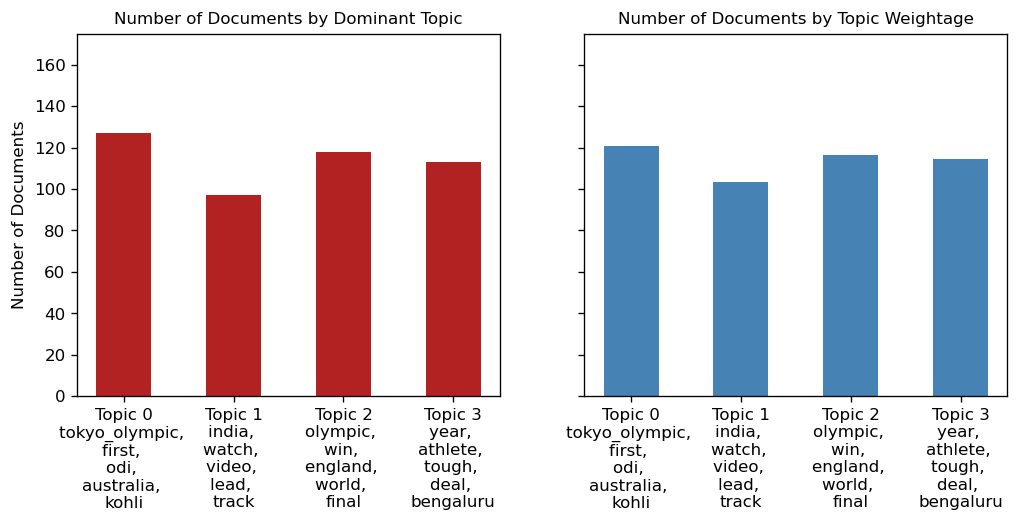 Number of Documents by Dominant Topic
Number of Documents
160
140
120
100
80
60
40
20
0
Topic 0
tokyo_olympic,
first,
odi,
australia,
kohli
Topic 1
india,
watch,
video,
lead,
track
Topic 2
olympic,
win,
england,
world,
final
Topic 3
year,
athlete,
tough,
deal,
bengaluru
Number of Documents by Topic Weightage
Topic 0
tokyo_olympic,
first,
odi,
australia,
kohli
Topic 1
india,
watch,
video,
lead,
track
Topic 2
olympic,
win,
england,
world,
final
Topic 3
year,
athlete,
tough,
deal,
bengaluru